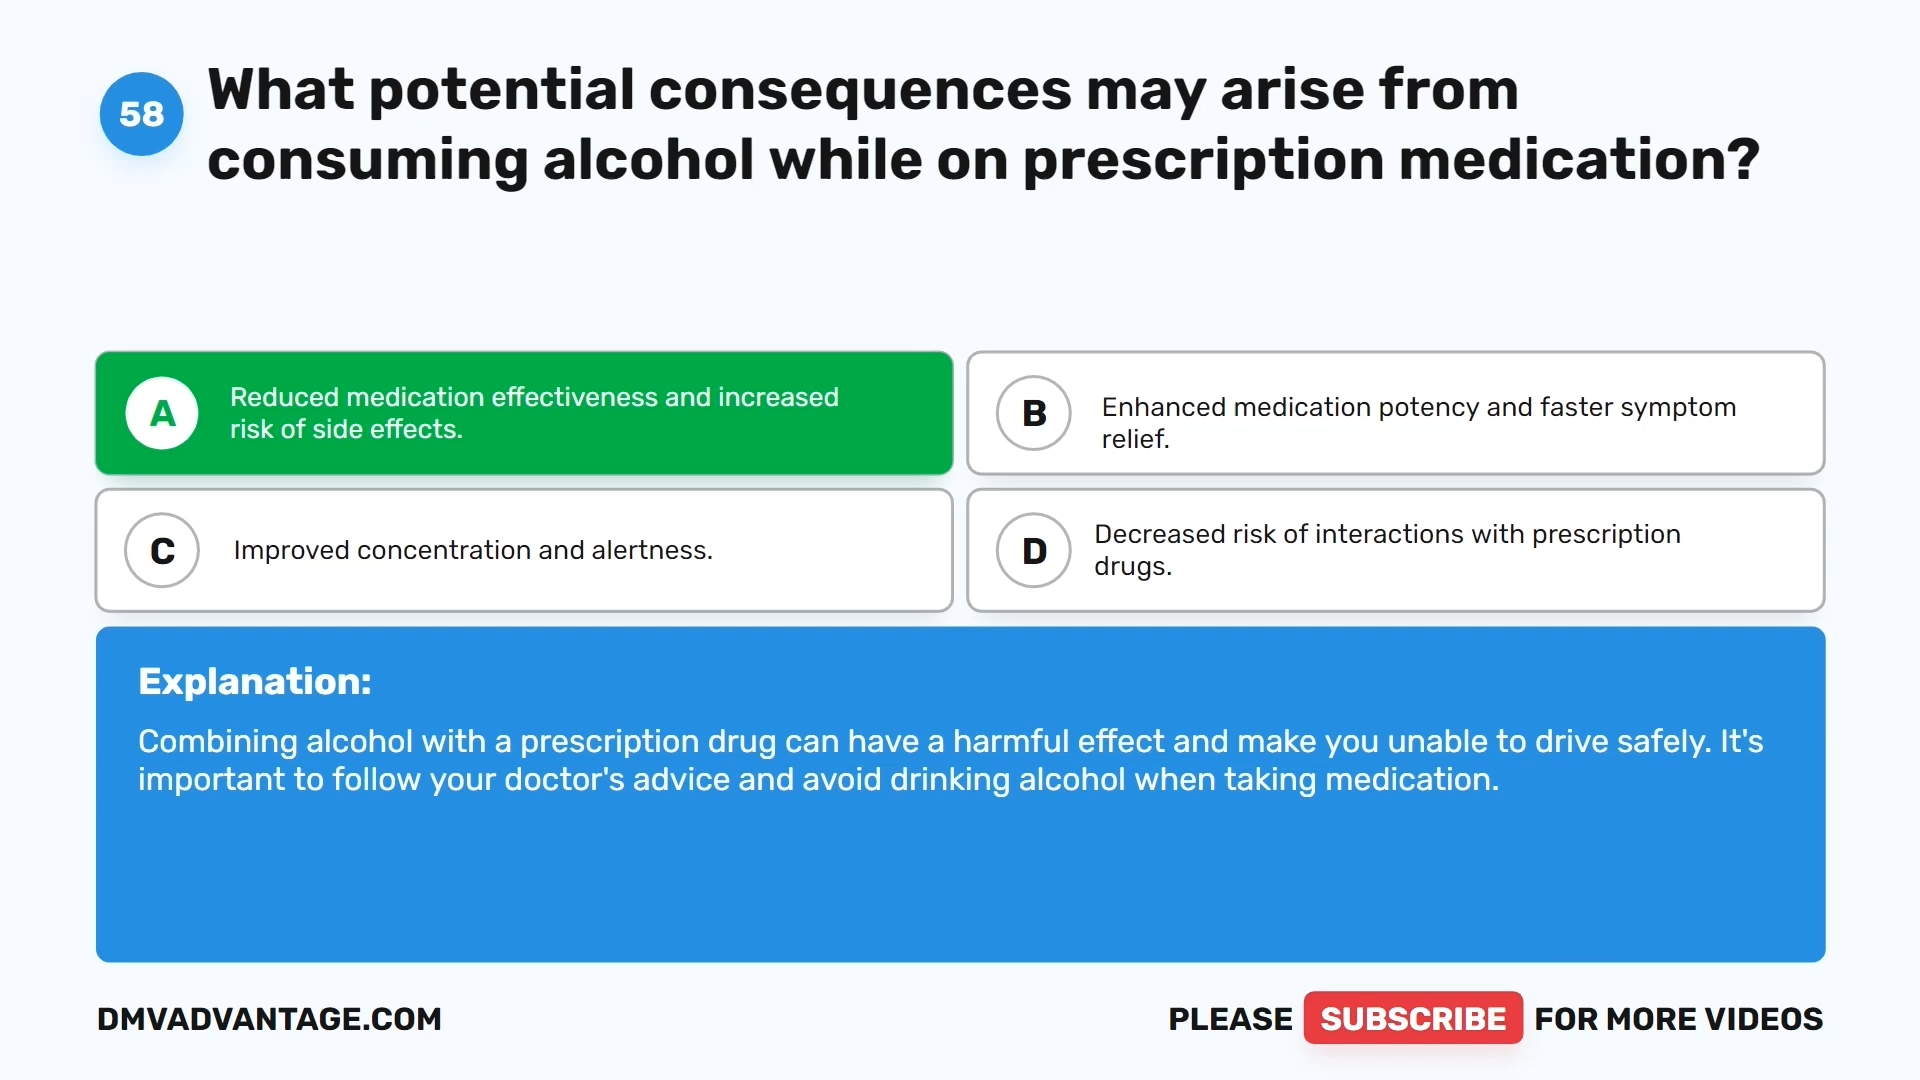 58
What potential consequences may arise from
consuming alcohol while on prescription medication?
A
Reduced medication effectiveness and increased
risk of side effects.
B
Enhanced medication potency and faster symptom
relief.
C
Improved concentration and alertness.
D
Decreased risk of interactions with prescription
drugs.
Explanation:
Combining alcohol with a prescription drug can have a harmful effect and make you unable to drive safely. It's
important to follow your doctor's advice and avoid drinking alcohol when taking medication.
DMVADVANTAGE.COM
PLEASE SUBSCRIBE FOR MORE VIDEOS